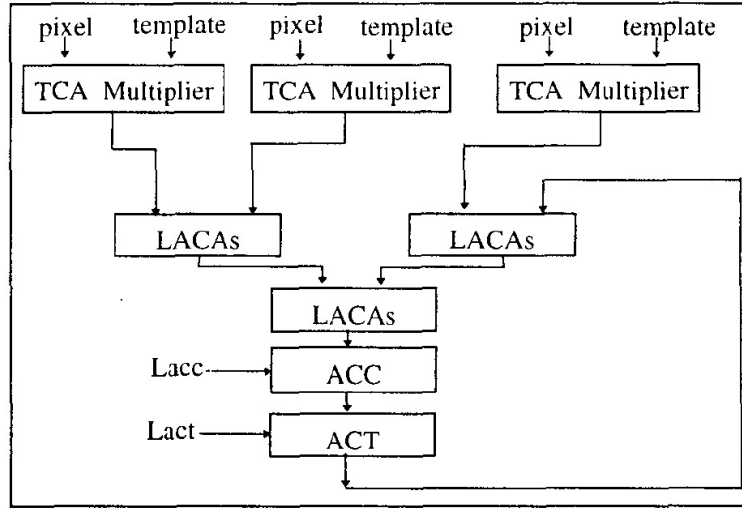 pixel template pixel template pixel template
TCA Multiplier TCA Multiplier TCA Multiplier
LACAs LACAs
LACAs
Lacc ACC
Lact ACT